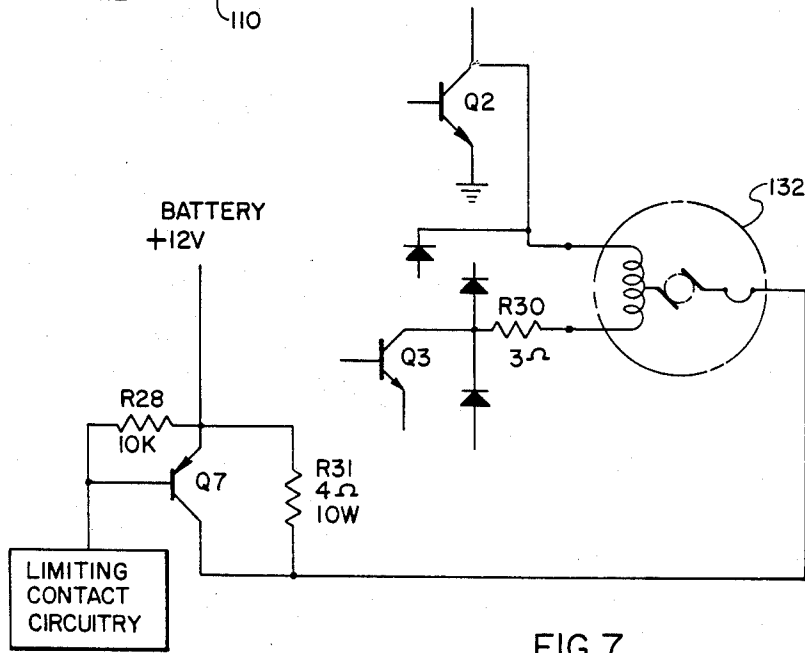 110
Q2
132
BATTERY
+12V
R30
3Ω
Q3
R28
10K
Q7
R31
4Ω
10W
LIMITING
CONTACT
CIRCUITRY
FIG. 7